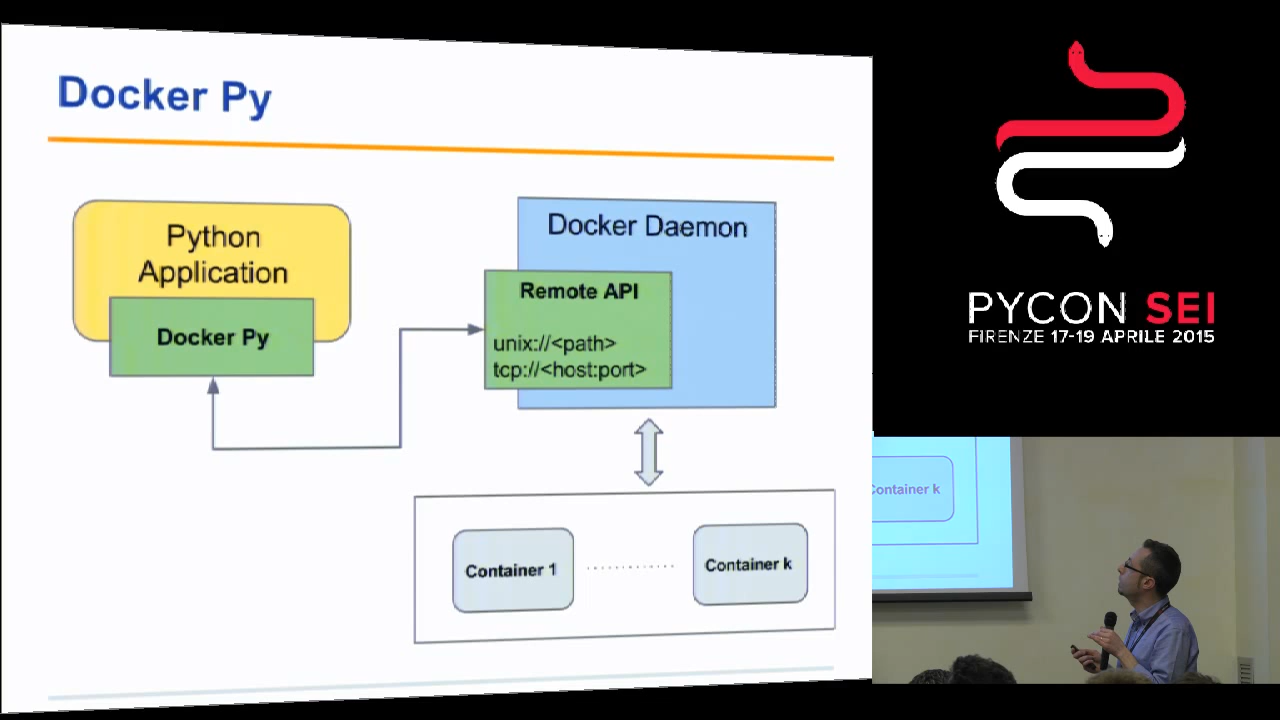 Docker Py
Python
Application
Docker Py
Docker Daemon
Remote API
unix://<path>
tcp://<host:port>
Container 1
Container k
PYCON SEI
FIRENZE 17-19 APRILE 2015
Container k